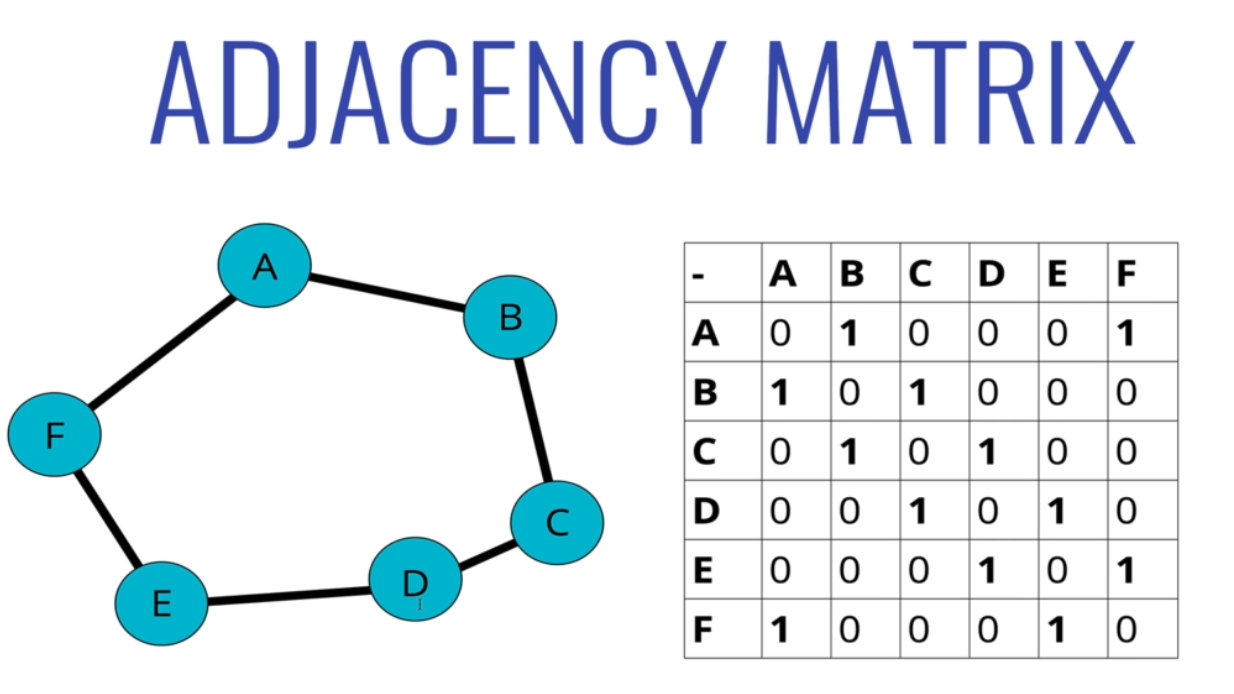 ADJACENCY MATRIX
A
B
F
C
D
E
- A B C D E F
A 0 1 0 0 0 1
B 1 0 1 0 0 0
C 0 1 0 1 0 0
D 0 0 1 0 1 0
E 0 0 0 1 0 1
F 1 0 0 0 1 0